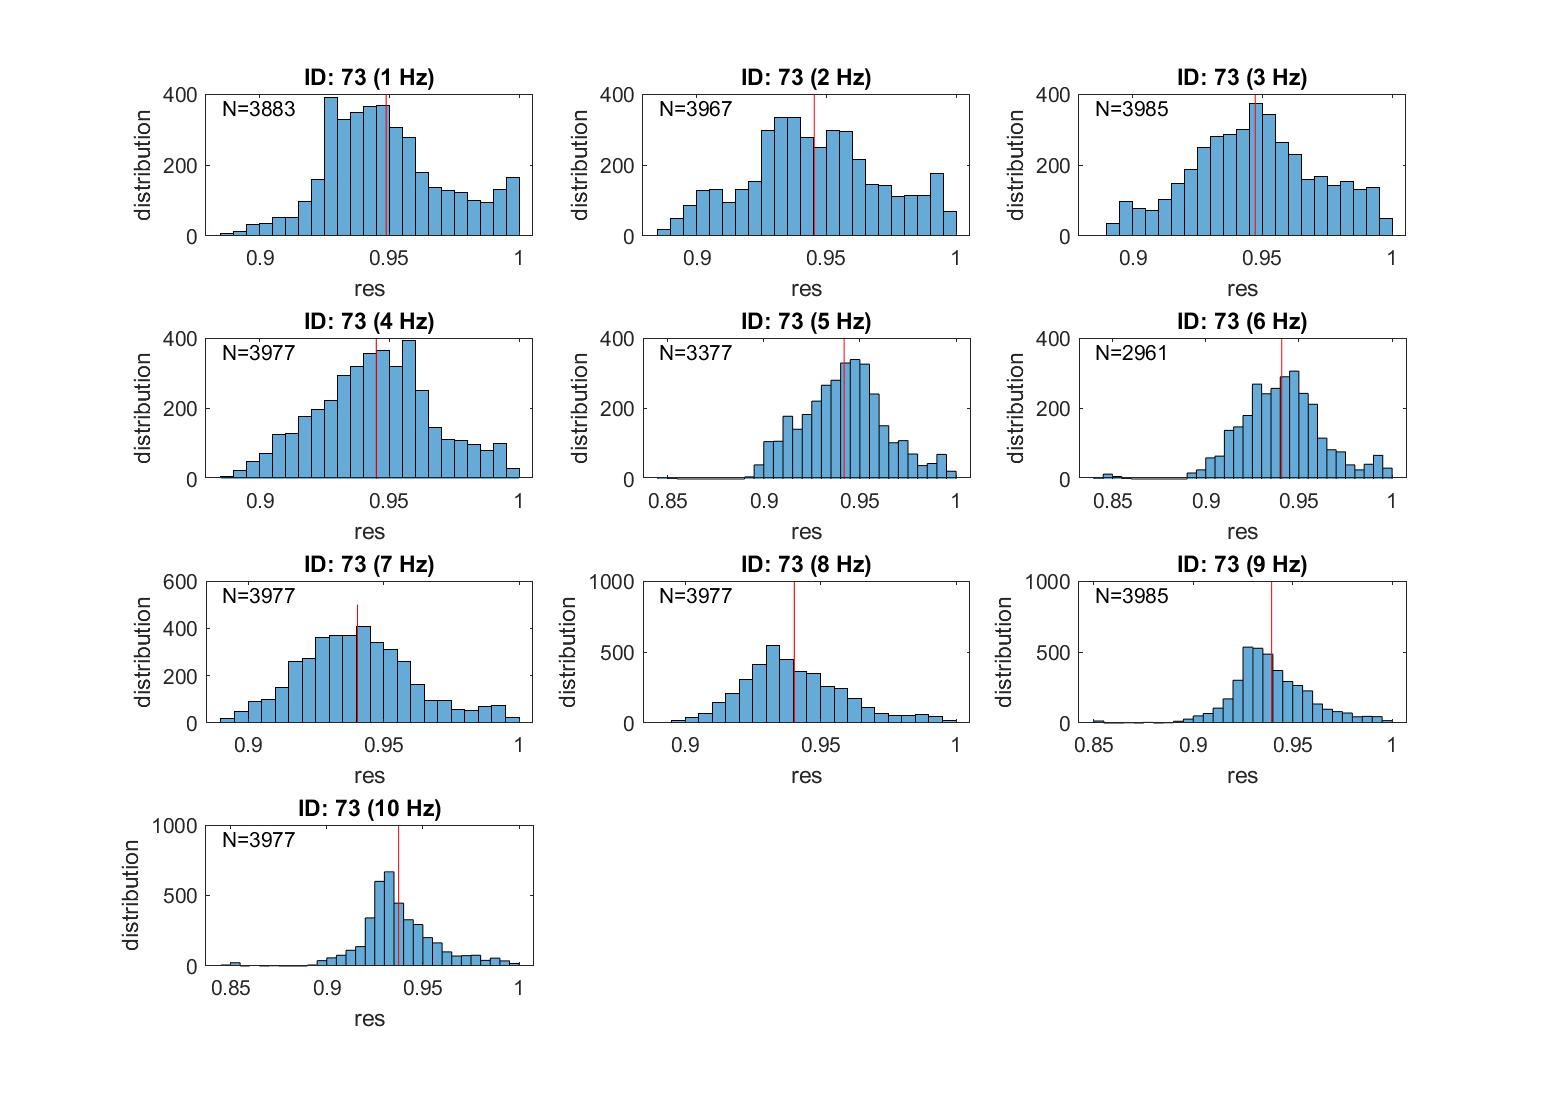 ID: 73 (1 Hz)
N=3883
400
200
0
distribution
0.9 0.95 1
res
ID: 73 (2 Hz)
N=3967
400
200
0
distribution
0.9 0.95 1
res
ID: 73 (3 Hz)
N=3985
400
200
0
distribution
0.9 0.95 1
res
ID: 73 (4 Hz)
N=3977
400
200
0
distribution
0.9 0.95 1
res
ID: 73 (5 Hz)
N=3377
400
200
0
distribution
0.85 0.9 0.95 1
res
ID: 73 (6 Hz)
N=2961
400
200
0
distribution
0.85 0.9 0.95 1
res
ID: 73 (7 Hz)
N=3977
600
400
200
0
distribution
0.9 0.95 1
res
ID: 73 (8 Hz)
N=3977
1000
500
0
distribution
0.9 0.95 1
res
ID: 73 (9 Hz)
N=3985
1000
500
0
distribution
0.85 0.9 0.95 1
res
ID: 73 (10 Hz)
N=3977
1000
500
0
distribution
0.85 0.9 0.95 1
res